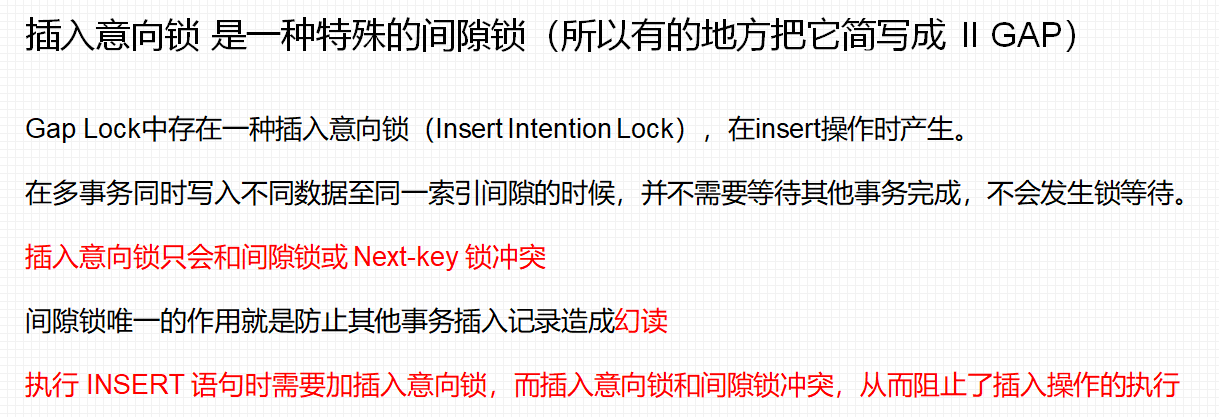 插入意向锁 是一种特殊的间隙锁（所以有的地方把它简写成 II GAP）
Gap Lock中存在一种插入意向锁（Insert Intention Lock），在insert操作时产生。
在多事务同时写入不同数据至同一索引间隙的时候，并不需要等待其他事务完成，不会发生锁等待。
插入意向锁只会和间隙锁或 Next-key 锁冲突
间隙锁唯一的作用就是防止其他事务插入记录造成幻读
执行 INSERT 语句时需要加插入意向锁，而插入意向锁和间隙锁冲突，从而阻止了插入操作的执行